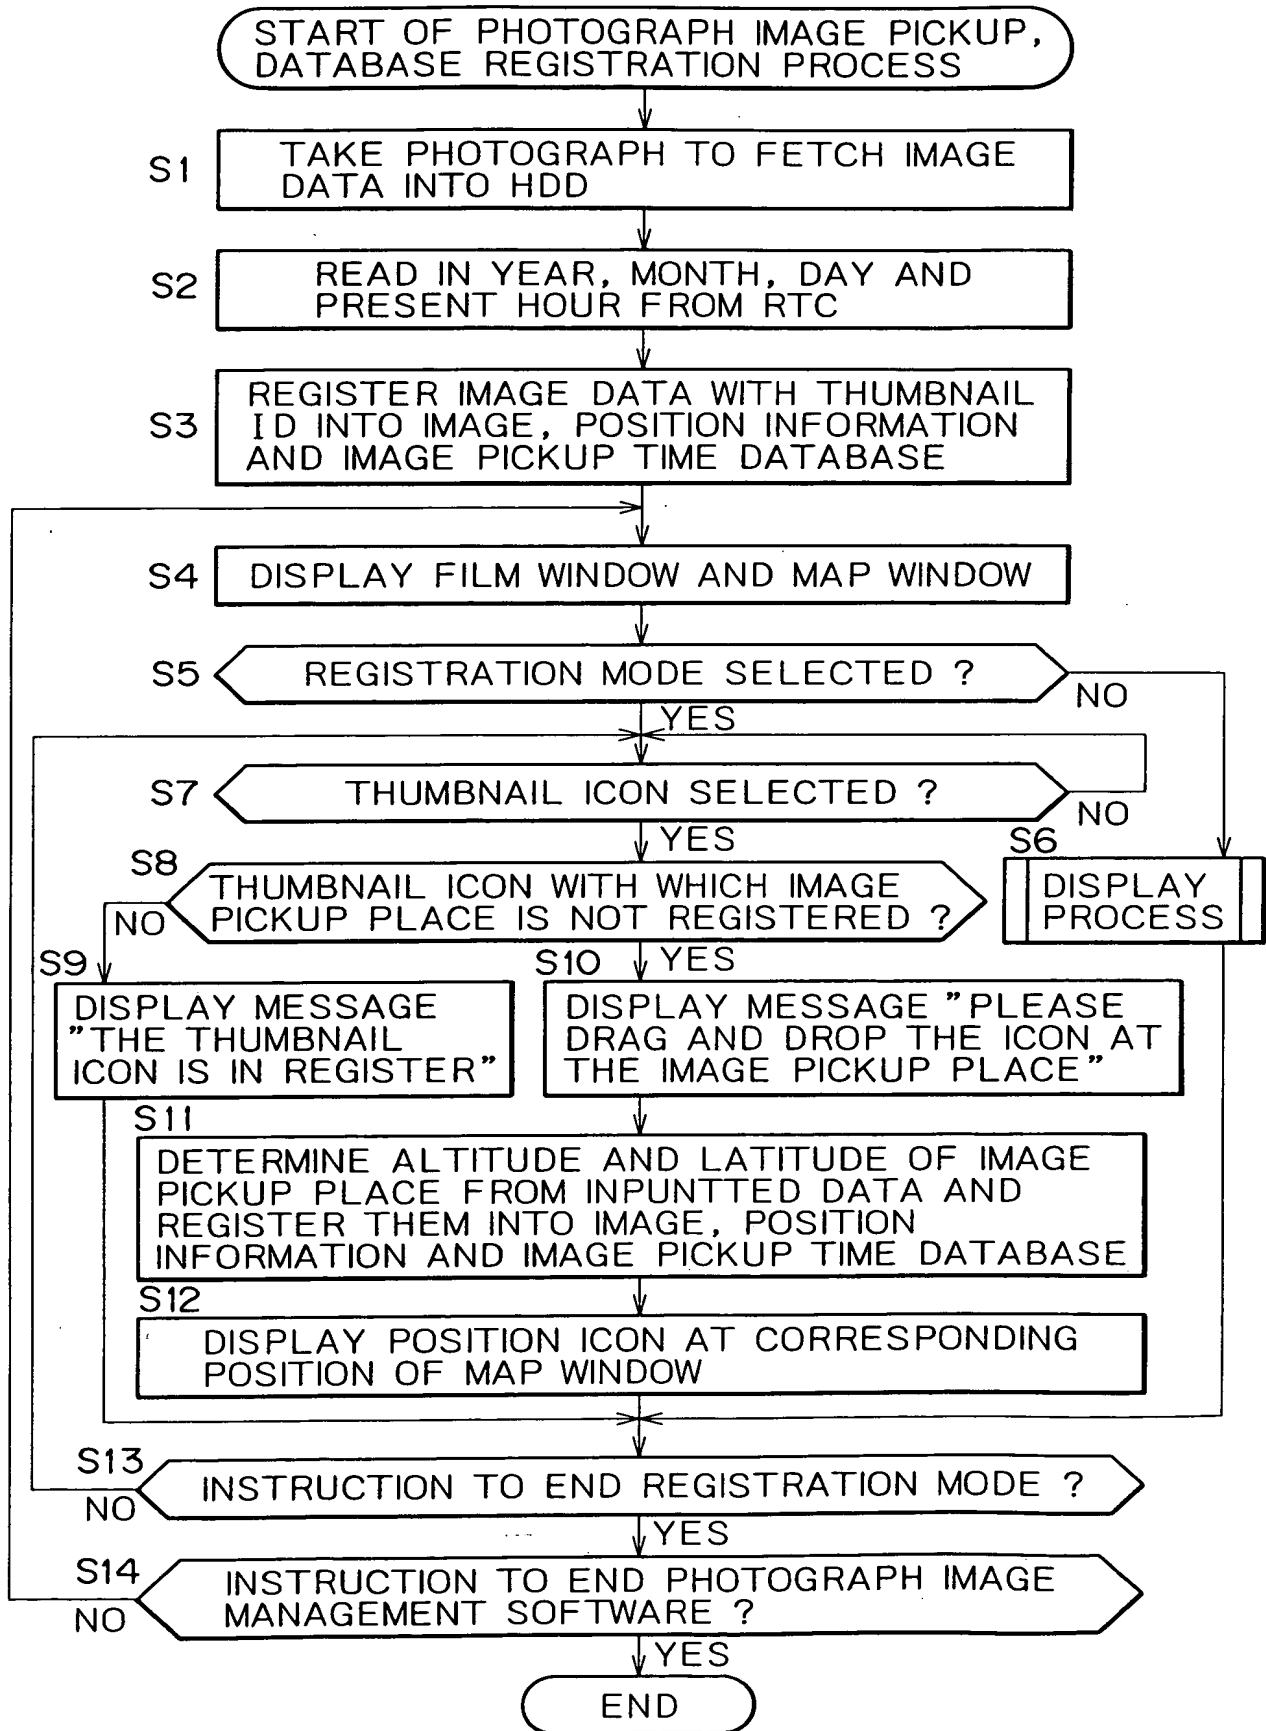 START OF PHOTOGRAPH IMAGE PICKUP,
DATABASE REGISTRATION PROCESS
S1
TAKE PHOTOGRAPH TO FETCH IMAGE
DATA INTO HDD
S2
READ IN YEAR, MONTH, DAY AND
PRESENT HOUR FROM RTC
S3
REGISTER IMAGE DATA WITH THUMBNAIL
ID INTO IMAGE, POSITION INFORMATION
AND IMAGE PICKUP TIME DATABASE
S4
DISPLAY FILM WINDOW AND MAP WINDOW
S5
REGISTRATION MODE SELECTED ?
NO
YES
S7
THUMBNAIL ICON SELECTED ?
NO
YES
S6
DISPLAY
PROCESS
S8
THUMBNAIL ICON WITH WHICH IMAGE
PICKUP PLACE IS NOT REGISTERED ?
NO
YES
S9
DISPLAY MESSAGE
"THE THUMBNAIL
ICON IS IN REGISTER"
S10
DISPLAY MESSAGE "PLEASE
DRAG AND DROP THE ICON AT
THE IMAGE PICKUP PLACE"
S11
DETERMINE ALTITUDE AND LATITUDE OF IMAGE
PICKUP PLACE FROM INPUNTTED DATA AND
REGISTER THEM INTO IMAGE, POSITION
INFORMATION AND IMAGE PICKUP TIME DATABASE
S12
DISPLAY POSITION ICON AT CORRESPONDING
POSITION OF MAP WINDOW
S13
INSTRUCTION TO END REGISTRATION MODE ?
NO
YES
S14
INSTRUCTION TO END PHOTOGRAPH IMAGE
MANAGEMENT SOFTWARE ?
NO
YES
END